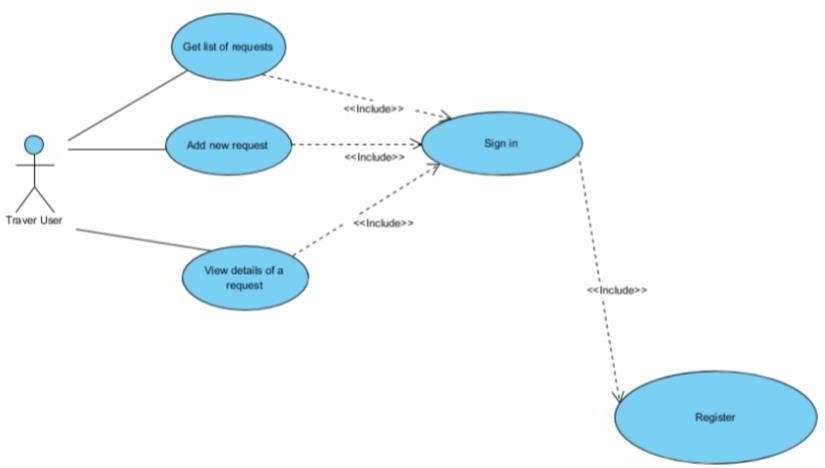 Get list of requests
<<Include>>
Add new request
Sign in
<<Include>>
Traver User
<<Include>>
View details of a
request
<<Include>>
Register